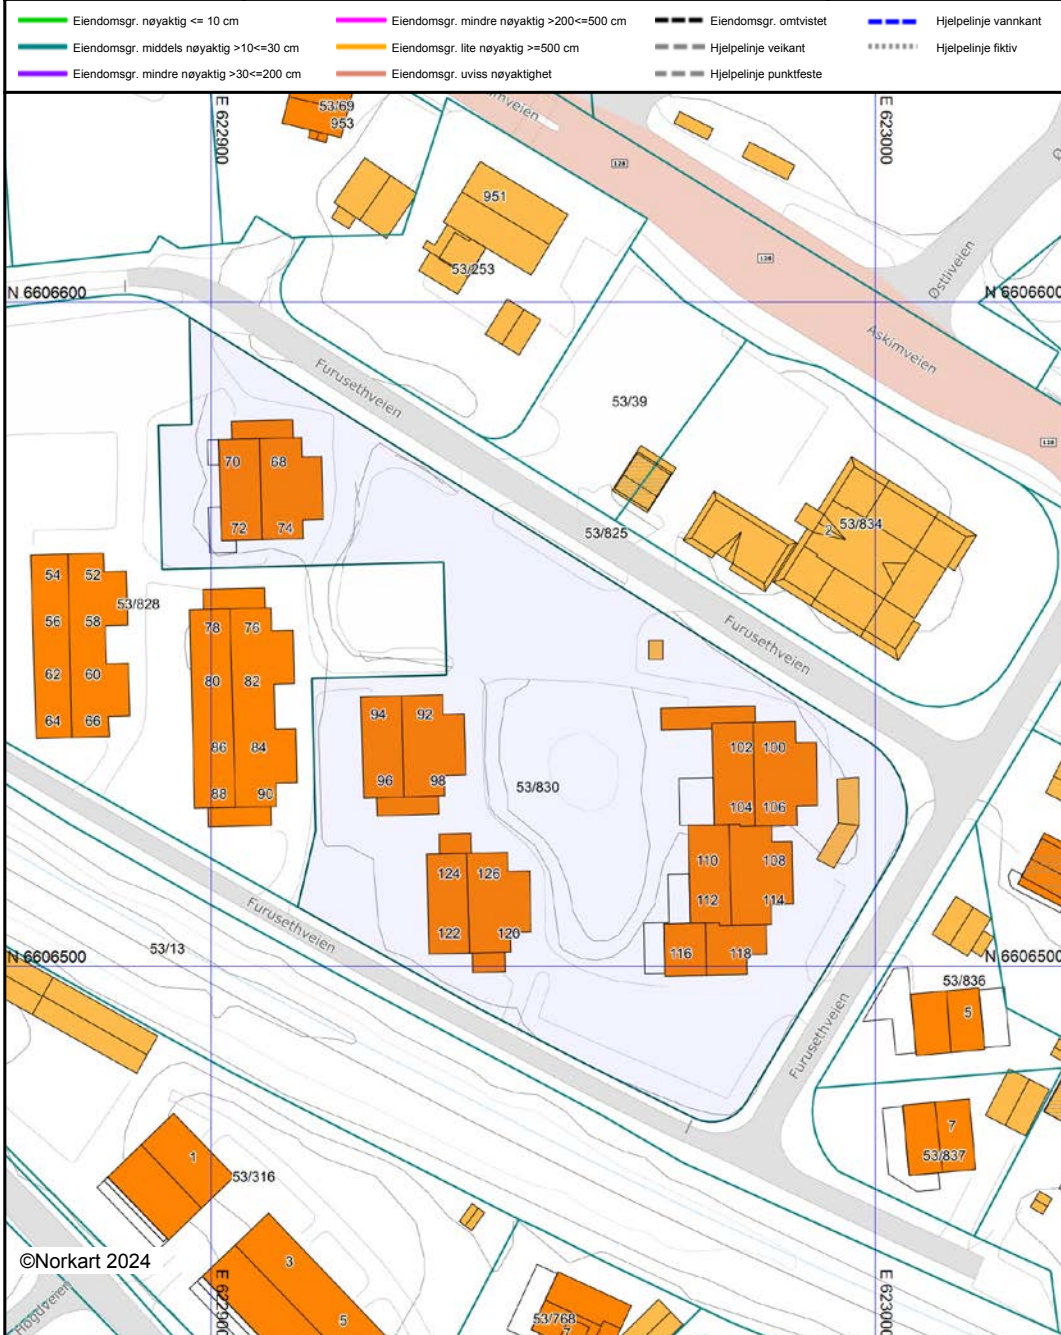 Eiendomsgr. nøyaktig <= 10 cm
Eiendomsgr. mindre nøyaktig >200<=500 cm
Eiendomsgr. omtvistet
Hjelpelinje vannkant
Eiendomsgr. middels nøyaktig >10<=30 cm
Eiendomsgr. lite nøyaktig >=500 cm
Hjelpelinje veikant
Hjelpelinje fiktiv
Eiendomsgr. mindre nøyaktig >30<=200 cm
Eiendomsgr. uviss nøyaktighet
Hjelpelinje punktfeste
53/69
953
E 622900
E 623000
128
951
128
53/253
Østliveien
N 6606600
N 6606600
Askimveien
Furusethveien
53/39
128
70 68
72 74
53/825
2
53/834
54 52
53/828
56 58
62 60
64 66
78 76
80 82
86 84
88 90
Furusethveien
94 92
96 98
53/830
102 100
104 106
110 108
112 114
116 118
124 126
122 120
Furusethveien
53/13
N 6606500
N 6606500
53/836
5
Furusethveien
7
53/837
1
53/316
3
5
©Norkart 2024
E 622900
E 623000
Høgdaveien
53/768
7